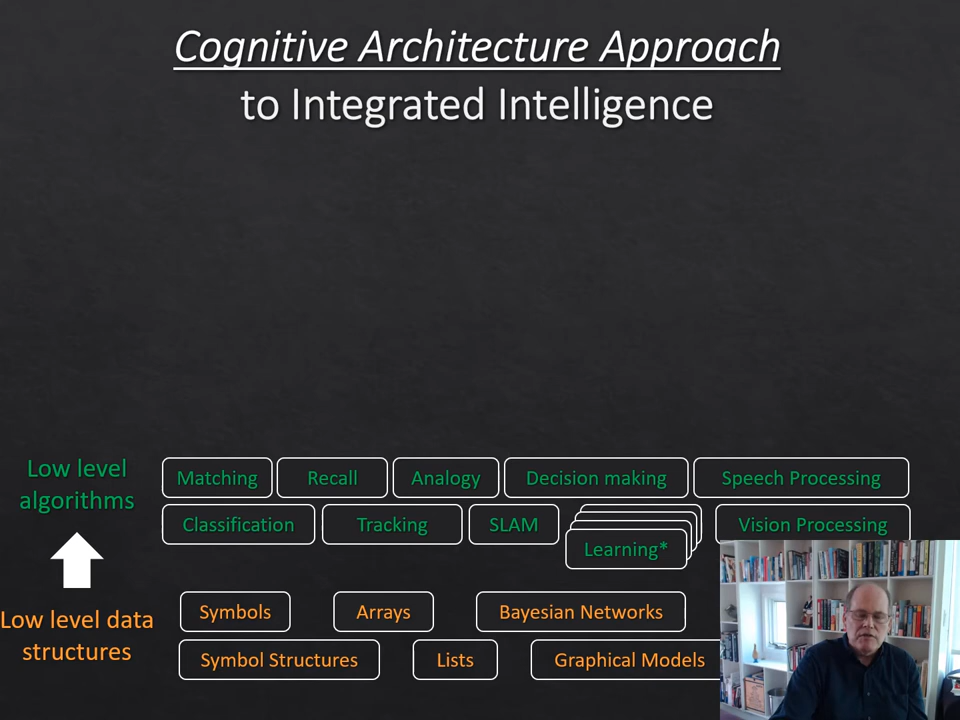 Cognitive Architecture Approach
to Integrated Intelligence
Low level
algorithms
Matching
Recall
Analogy
Decision making
Speech Processing
Classification
Tracking
SLAM
Learning*
Vision Processing
Low level data
structures
Symbols
Arrays
Bayesian Networks
Symbol Structures
Lists
Graphical Models